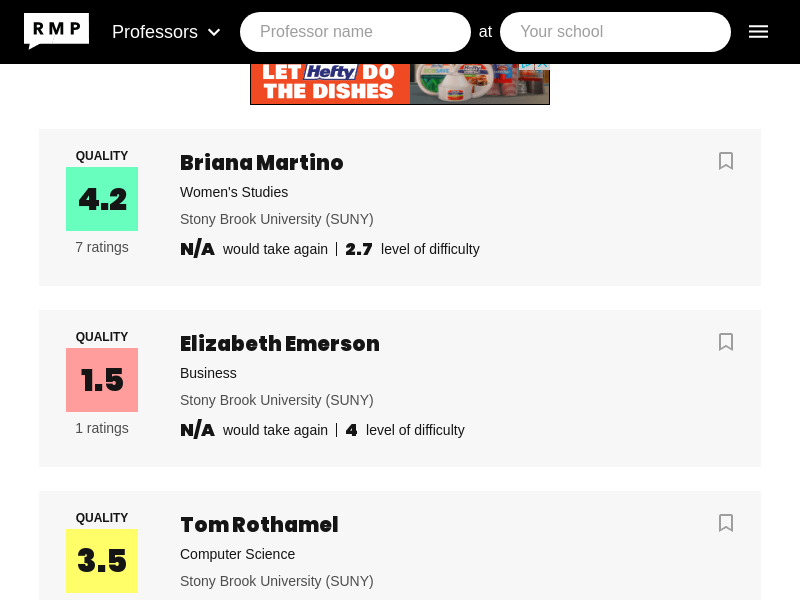 RMP
Professors
Professor name
at
Your school
LET Hefty DO
THE DISHES
QUALITY
4.2
7 ratings
Briana Martino
Women's Studies
Stony Brook University (SUNY)
N/A would take again | 2.7 level of difficulty
QUALITY
1.5
1 ratings
Elizabeth Emerson
Business
Stony Brook University (SUNY)
N/A would take again | 4 level of difficulty
QUALITY
3.5
Tom Rothamel
Computer Science
Stony Brook University (SUNY)